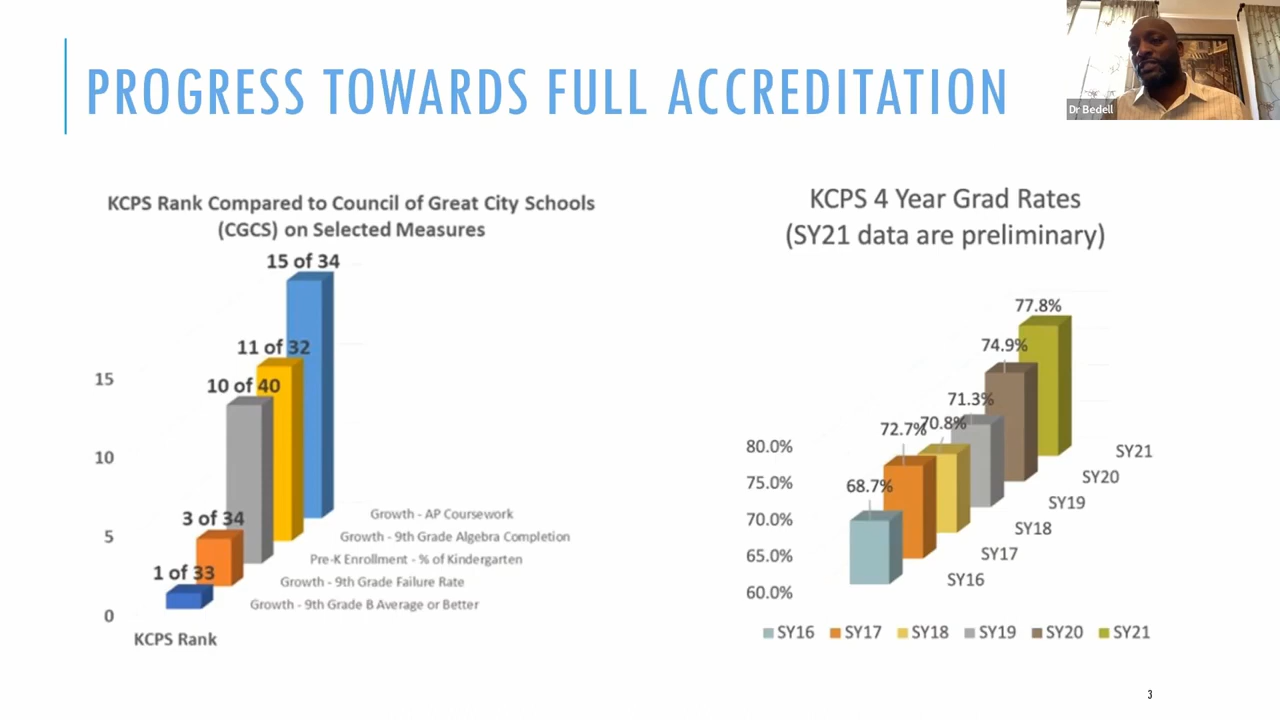 PROGRESS TOWARDS FULL ACCREDITATION
Dr Bedell
KCPS Rank Compared to Council of Great City Schools
(CGCS) on Selected Measures
15 of 34
11 of 32
10 of 40
3 of 34
1 of 33
15
10
5
0
Growth - AP Coursework
Growth - 9th Grade Algebra Completion
Pre-K Enrollment - % of Kindergarten
Growth - 9th Grade Failure Rate
Growth - 9th Grade B Average or Better
KCPS Rank
KCPS 4 Year Grad Rates
(SY21 data are preliminary)
77.8%
74.9%
71.3%
70.8%
72.7%
68.7%
80.0%
75.0%
70.0%
65.0%
60.0%
SY21
SY20
SY19
SY18
SY17
SY16
SY16 SY17 SY18 SY19 SY20 SY21
3